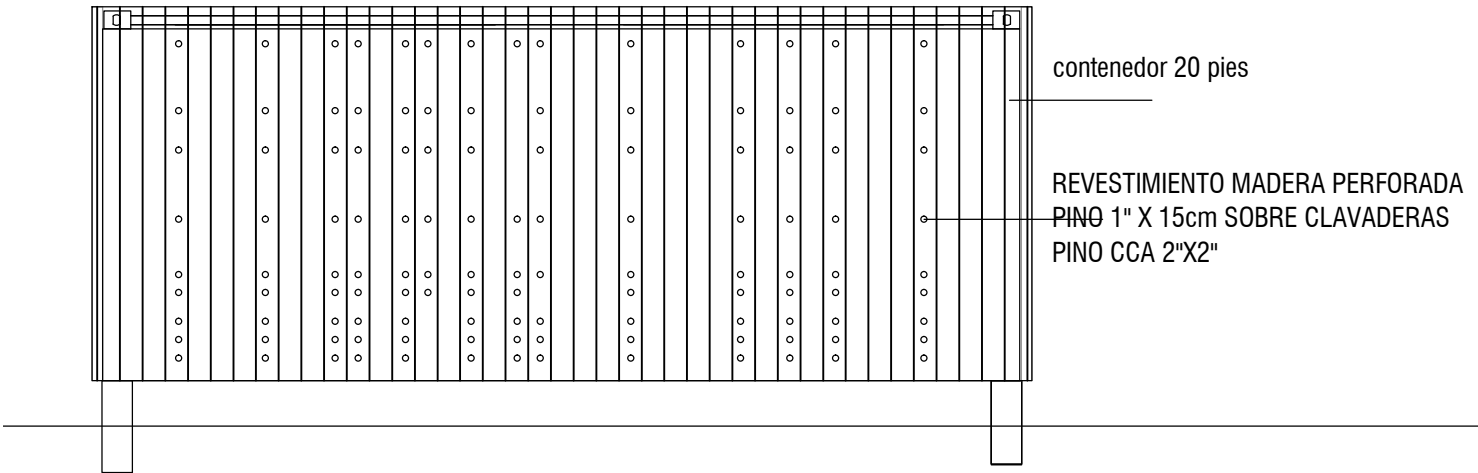 contenedor 20 pies
REVESTIMIENTO MADERA PERFORADA
PINO 1" X 15cm SOBRE CLAVADERAS
PINO CCA 2"X2"